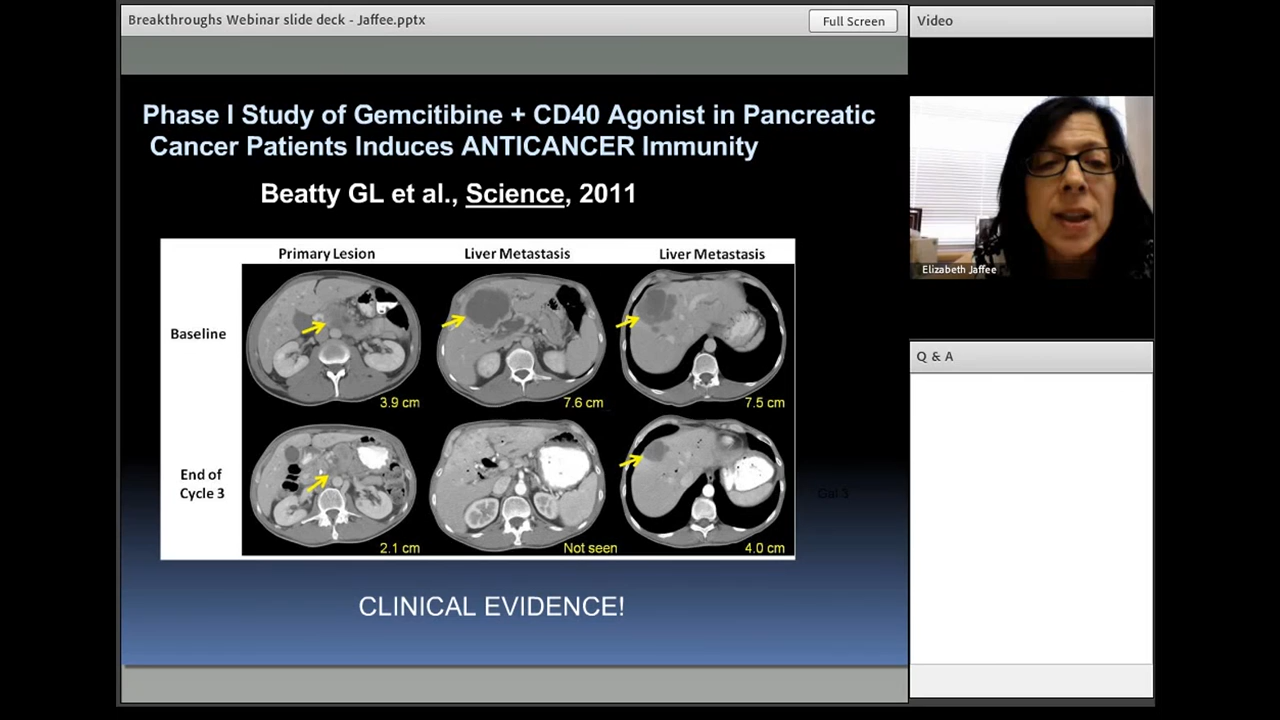 Breakthroughs Webinar slide deck - Jaffee.pptx
Full Screen
Video
Phase I Study of Gemcitibine + CD40 Agonist in Pancreatic
Cancer Patients Induces ANTICANCER Immunity
Beatty GL et al., Science, 2011
Primary Lesion
Liver Metastasis
Liver Metastasis
Baseline
3.9 cm
7.6 cm
7.5 cm
End of
Cycle 3
2.1 cm
Not seen
4.0 cm
Gal 3
CLINICAL EVIDENCE!
Elizabeth Jaffee
Q & A